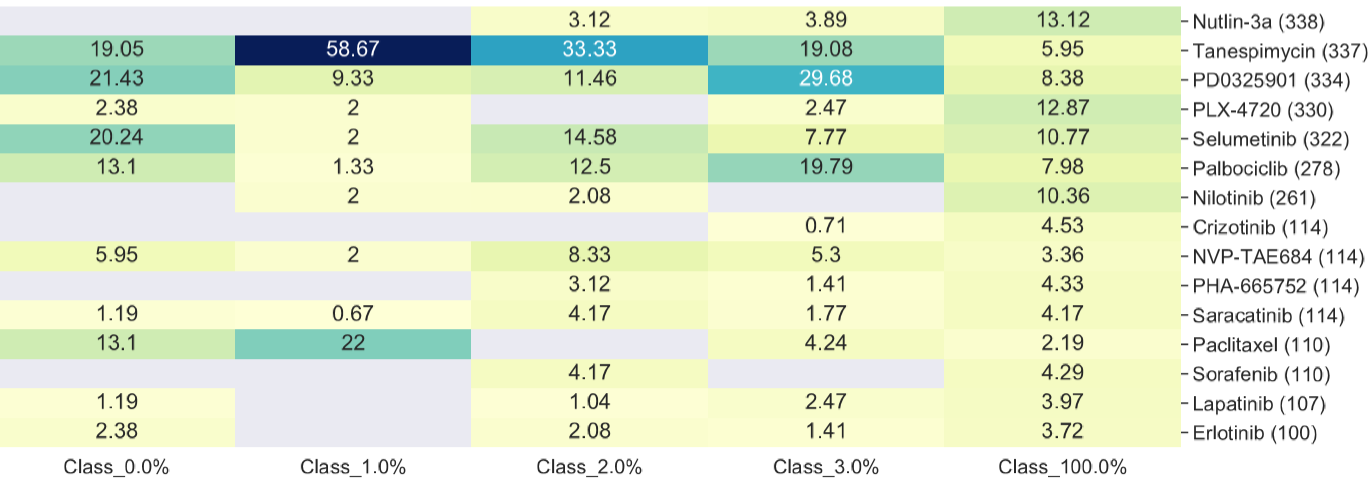 3.12 3.89 13.12 Nutlin-3a (338)
19.05 58.67 33.33 19.08 5.95 Tanespimycin (337)
21.43 9.33 11.46 29.68 8.38 PD0325901 (334)
2.38 2 2.47 12.87 PLX-4720 (330)
20.24 2 14.58 7.77 10.77 Selumetinib (322)
13.1 1.33 12.5 19.79 7.98 Palbociclib (278)
2 2.08 10.36 Nilotinib (261)
0.71 4.53 Crizotinib (114)
5.95 2 8.33 5.3 3.36 NVP-TAE684 (114)
3.12 1.41 4.33 PHA-665752 (114)
1.19 0.67 4.17 1.77 4.17 Saracatinib (114)
13.1 22 4.24 2.19 Paclitaxel (110)
4.17 4.29 Sorafenib (110)
1.19 1.04 2.47 3.97 Lapatinib (107)
2.38 2.08 1.41 3.72 Erlotinib (100)
Class_0.0% Class_1.0% Class_2.0% Class_3.0% Class_100.0%